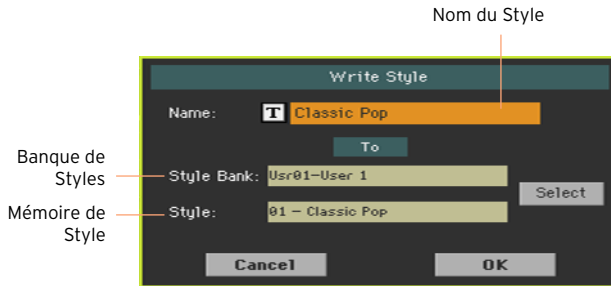 Nom du Style
Write Style
Name: T Classic Pop
To
Banque de
Styles
Style Bank: Usr01-User 1
Select
Mémoire de
Style
Style: 01 - Classic Pop
Cancel OK